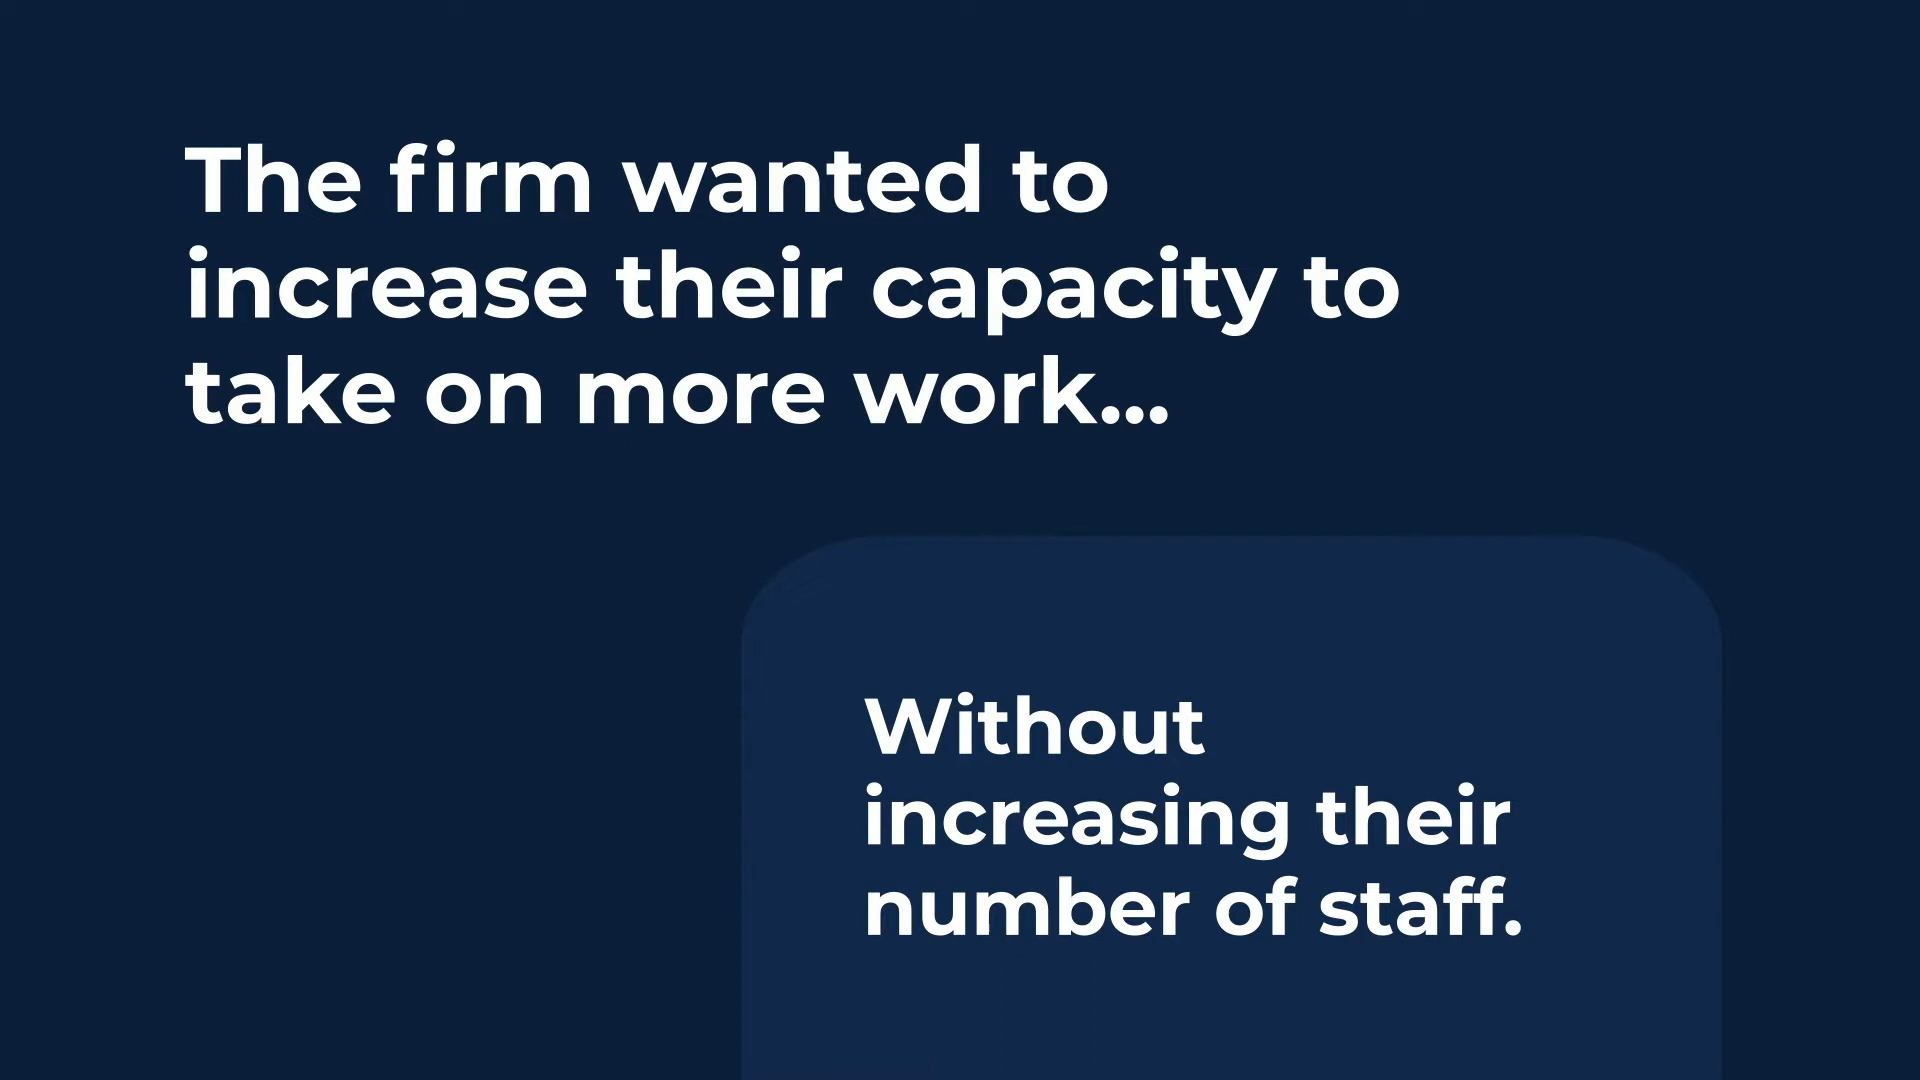 The firm wanted to
increase their capacity to
take on more work...
Without
increasing their
number of staff.